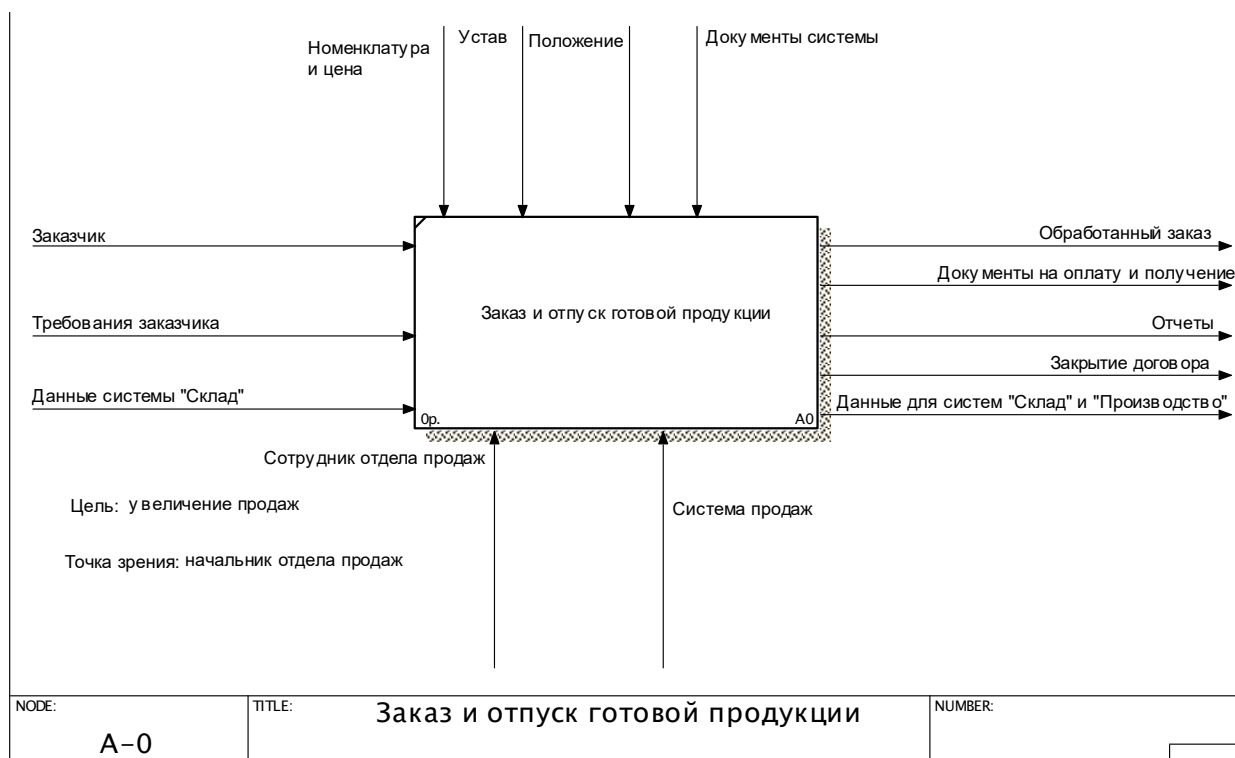 Номенклатура
и цена
Устав
Положение
Документы системы
Заказчик
Требования заказчика
Данные системы "Склад"
Заказ и отпуск готовой продукции
0р.
A0
Обработанный заказ
Документы на оплату и получение
Отчеты
Закрытие договора
Данные для систем "Склад" и "Производство"
Сотрудник отдела продаж
Система продаж
Цель: увеличение продаж
Точка зрения: начальник отдела продаж
NODE:
A-0
TITLE:
Заказ и отпуск готовой продукции
NUMBER: